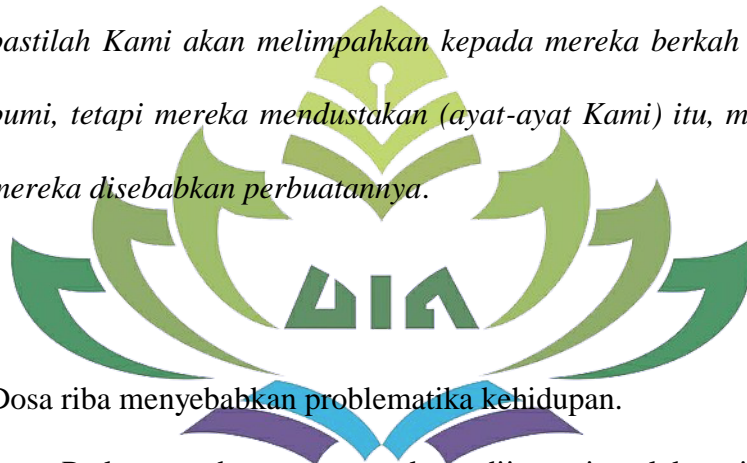 pastilah Kami akan melimpahkan kepada mereka berkah
bumi, tetapi mereka mendustakan (ayat-ayat Kami) itu,
mereka disebabkan perbuatannya.
UIN
Dosa riba menyebabkan problematika kehidupan.